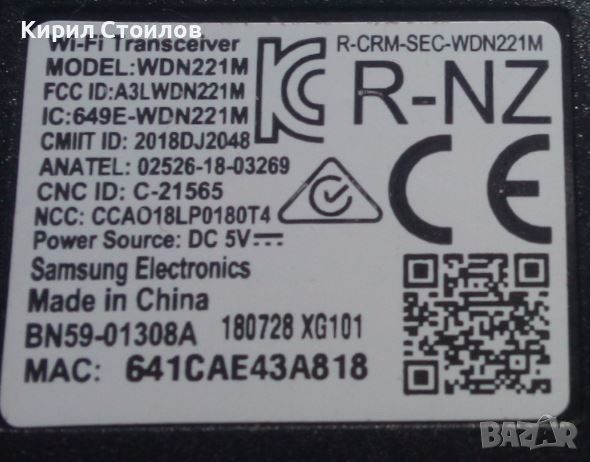 Кирил Стоилов
Wi-Fi Transceiver
MODEL:WDN221M
FCC ID:A3LWDN221M
IC:649E-WDN221M
CMIIT ID: 2018DJ2048
ANATEL: 02526-18-03269
CNC ID: C-21565
NCC: CCAO18LP0180T4
Power Source: DC 5V⎓
Samsung Electronics
Made in China
BN59-01308A 180728 XG101
MAC: 641CAE43A818
R-CRM-SEC-WDN221M
R-NZ
CE
BAZAR